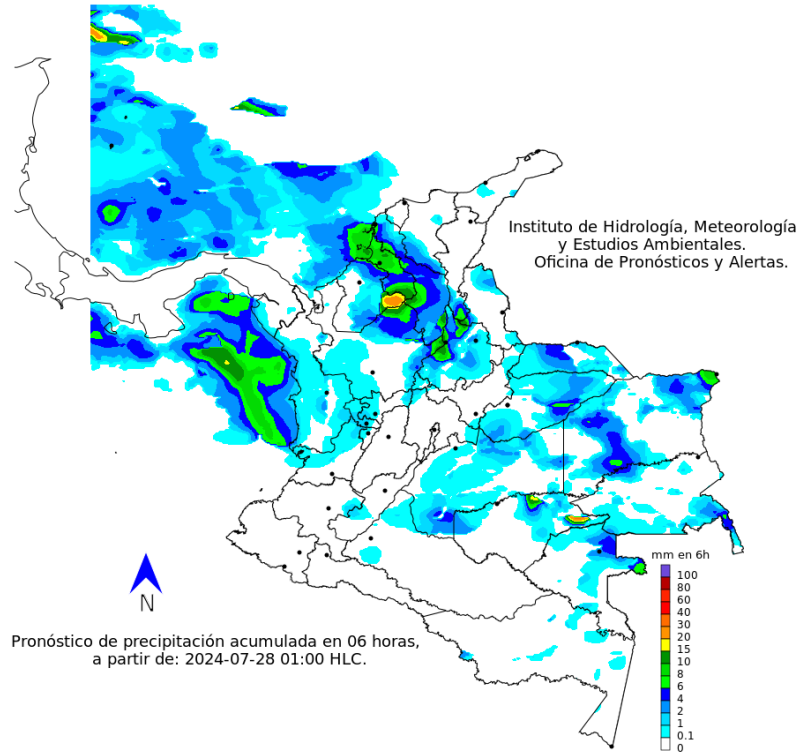 Instituto de Hidrología, Meteorología
y Estudios Ambientales.
Oficina de Pronósticos y Alertas.
mm en 6h
100
80
60
40
30
20
15
10
8
6
4
2
1
0.1
0
N
Pronóstico de precipitación acumulada en 06 horas,
a partir de: 2024-07-28 01:00 HLC.